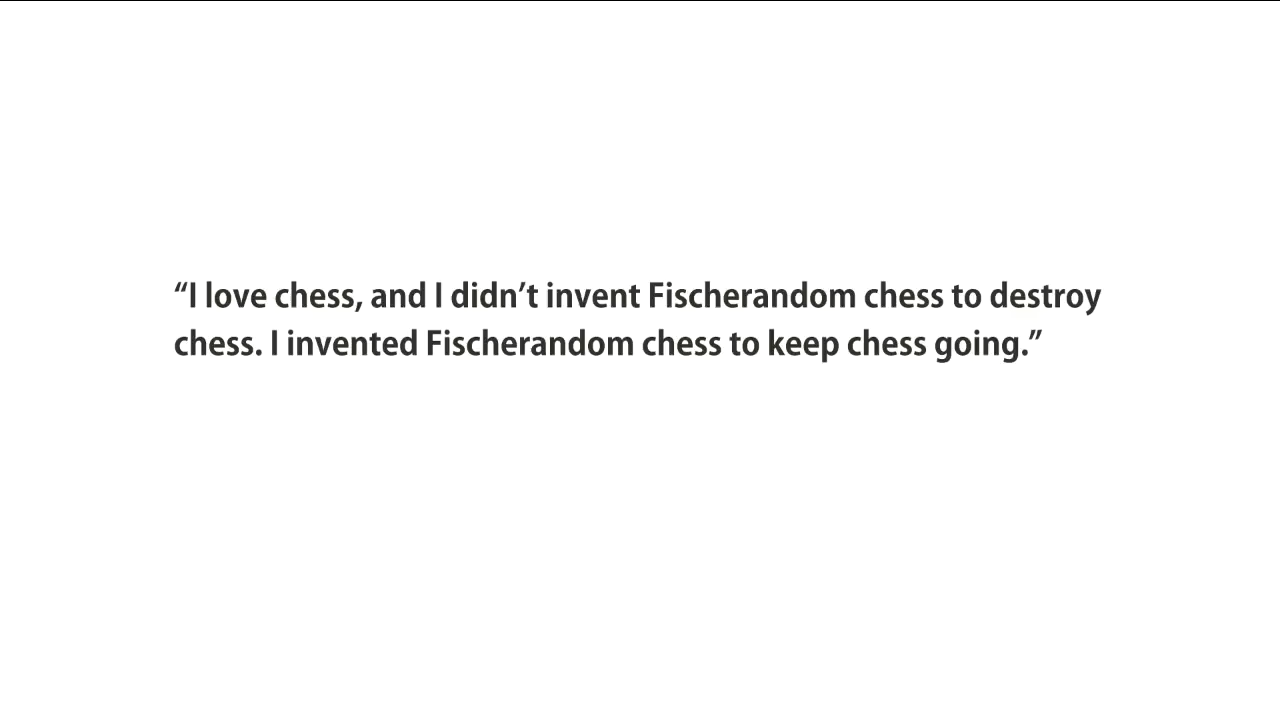 “I love chess, and I didn’t invent Fischerandom chess to destroy
chess. I invented Fischerandom chess to keep chess going.”